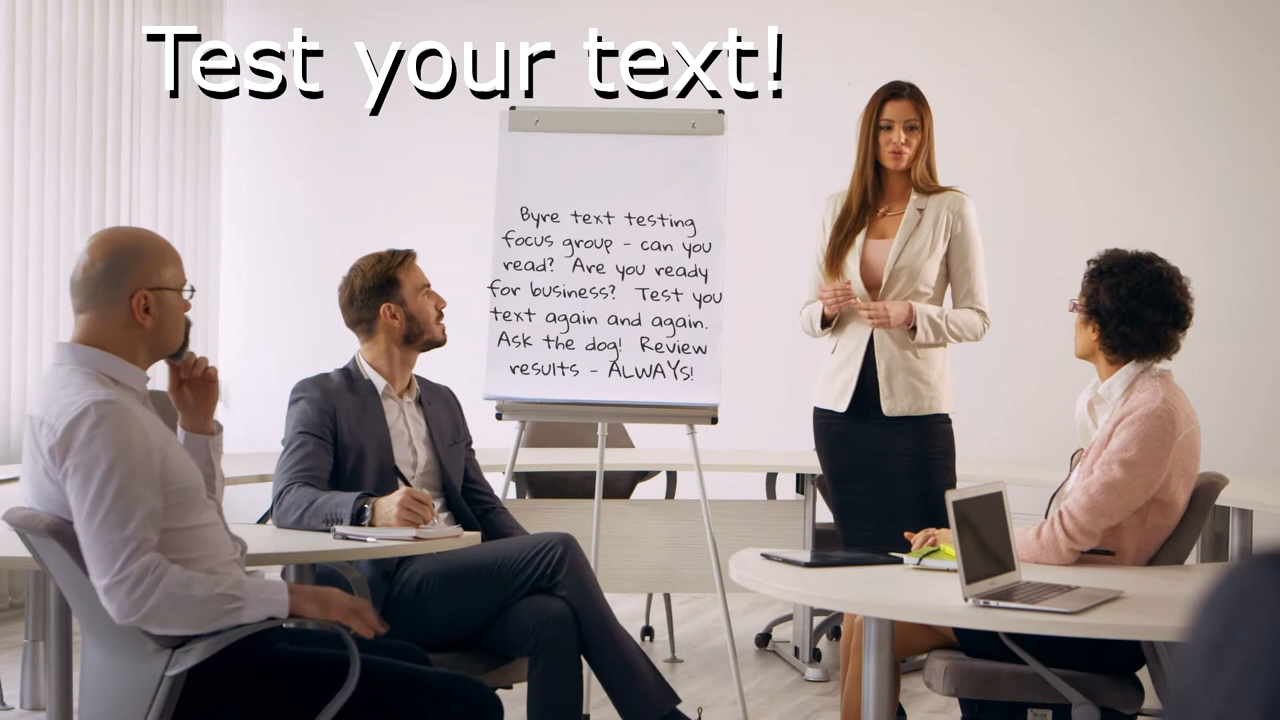 Test your text!
Byre text testing
focus group - can you
read? Are you ready
for business? Test you
text again and again.
Ask the dog! Review
results - ALWAYs!